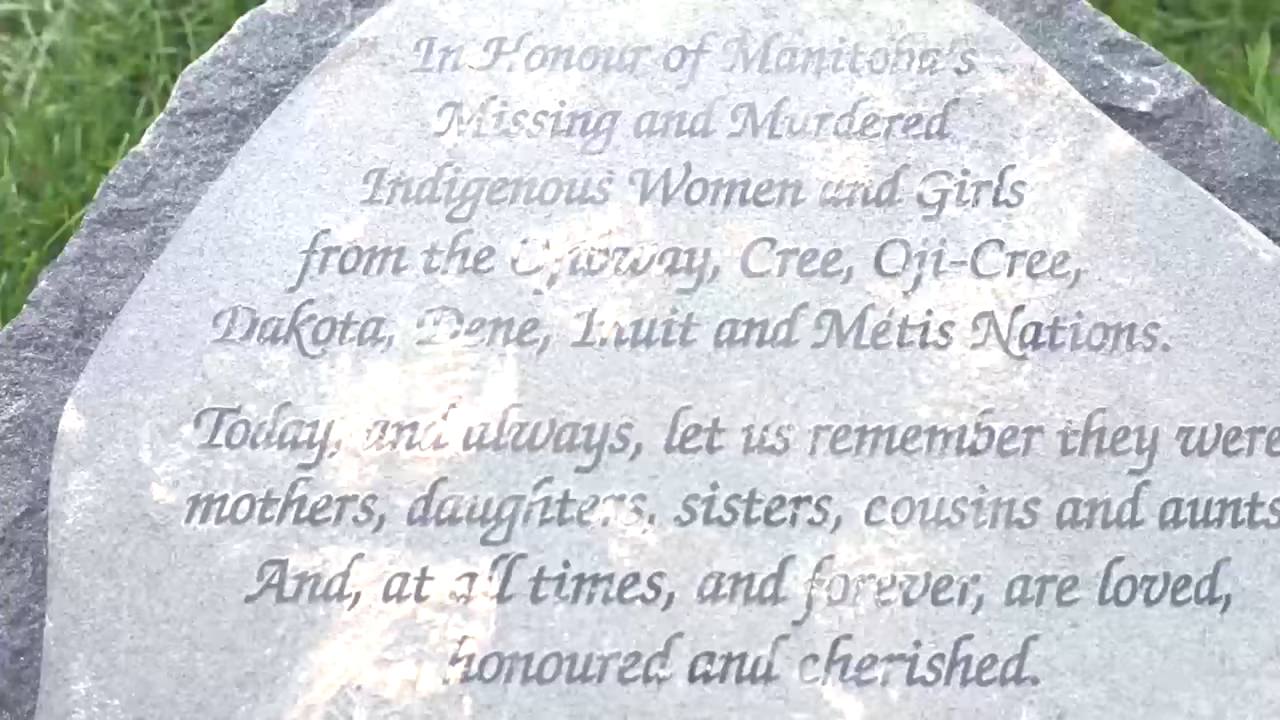 In Honour of Manitoba's
Missing and Murdered
Indigenous Women and Girls
from the Ojibway, Cree, Oji-Cree,
Dakota, Dene, Inuit and Métis Nations.
Today, and always, let us remember they were
mothers, daughters, sisters, cousins and aunts
And, at all times, and forever, are loved,
honoured and cherished.